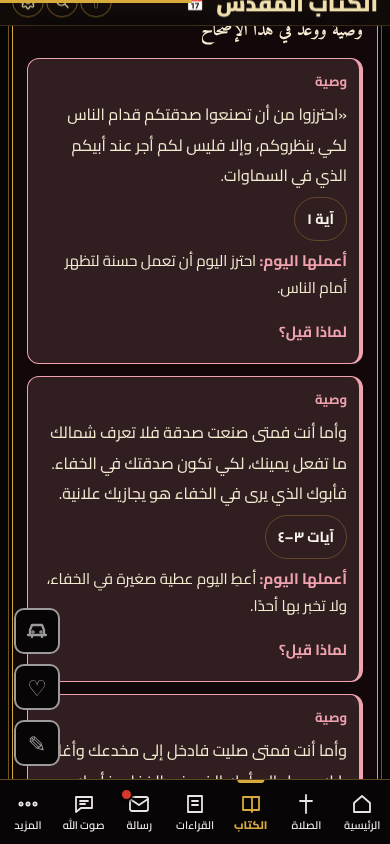 الكتاب المقدس
وصية ووعد في هذا الإصحاح
وصية
«احترزوا من أن تصنعوا صدقتكم قدام الناس
لكي ينظروكم، وإلا فليس لكم أجر عند أبيكم
الذي في السماوات.
آية ١
أعملها اليوم: احترز اليوم أن تعمل حسنة لتظهر
أمام الناس.
لماذا قيل؟
وصية
وأما أنت فمتى صنعت صدقة فلا تعرف شمالك
ما تفعل يمينك، لكي تكون صدقتك في الخفاء.
فأبوك الذي يرى في الخفاء هو يجازيك علانية.
آيات ٣–٤
أعملها اليوم: أعطِ اليوم عطية صغيرة في الخفاء،
ولا تخبر بها أحدًا.
لماذا قيل؟
وصية
وأما أنت فمتى صليت فادخل إلى مخدعك
الرئيسية
الصلاة
الكتاب
القراءات
رسالة
صوت الله
المزيد